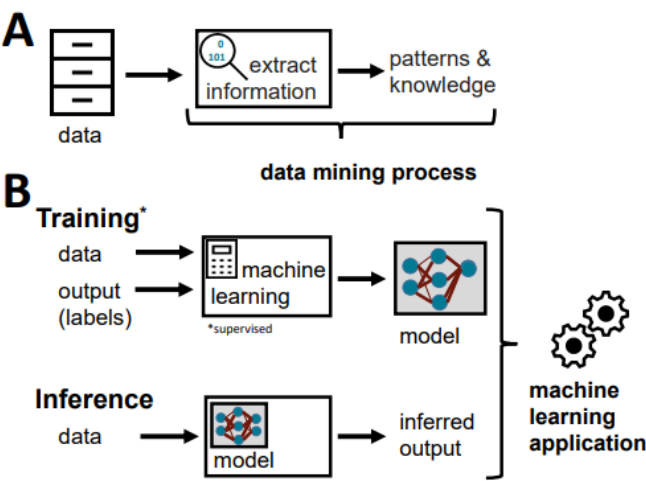 A
0
101
extract
information
patterns &
knowledge
data
data mining process
B
Training*
data
output
(labels)
machine
learning
*supervised
model
Inference
data
model
inferred
output
machine
learning
application